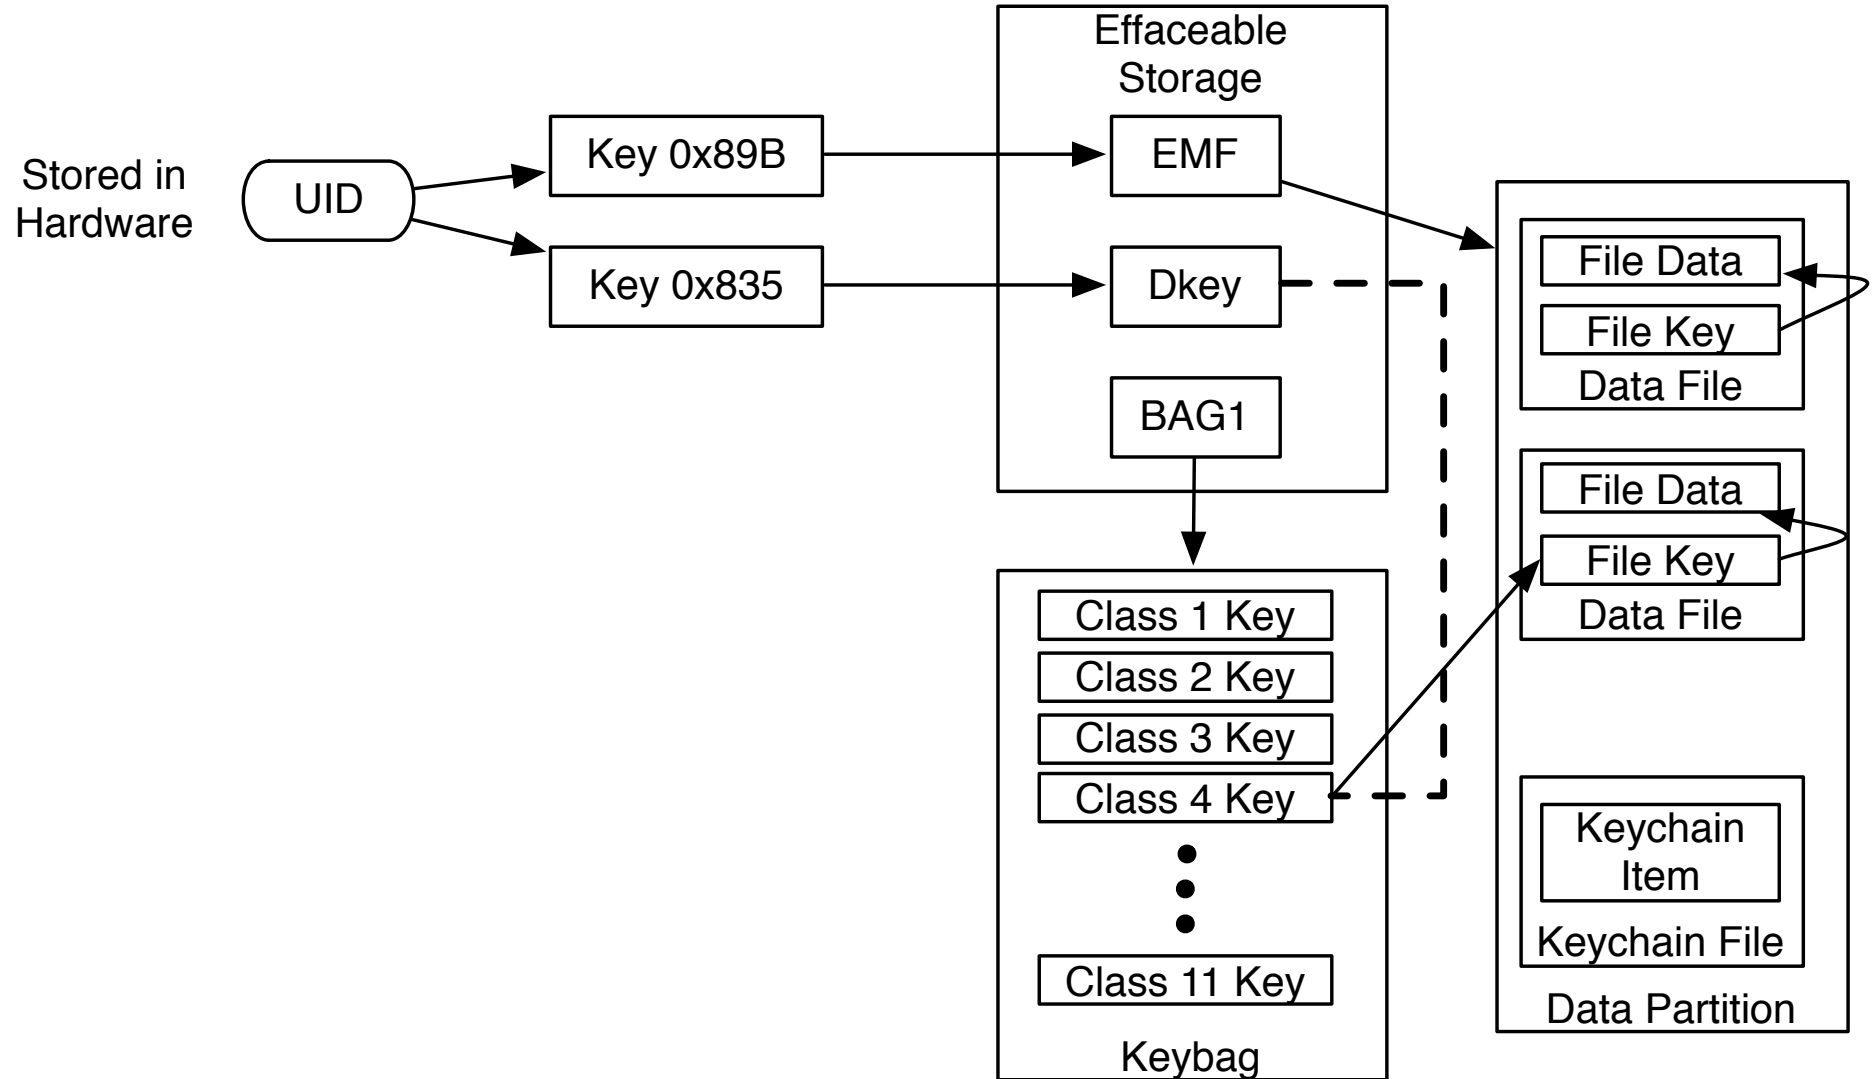 Effaceable
Storage
Stored in
Hardware
UID
Key 0x89B
Key 0x835
EMF
Dkey
BAG1
Class 1 Key
Class 2 Key
Class 3 Key
Class 4 Key
Class 11 Key
Keybag
File Data
File Key
Data File
File Data
File Key
Data File
Keychain
Item
Keychain File
Data Partition